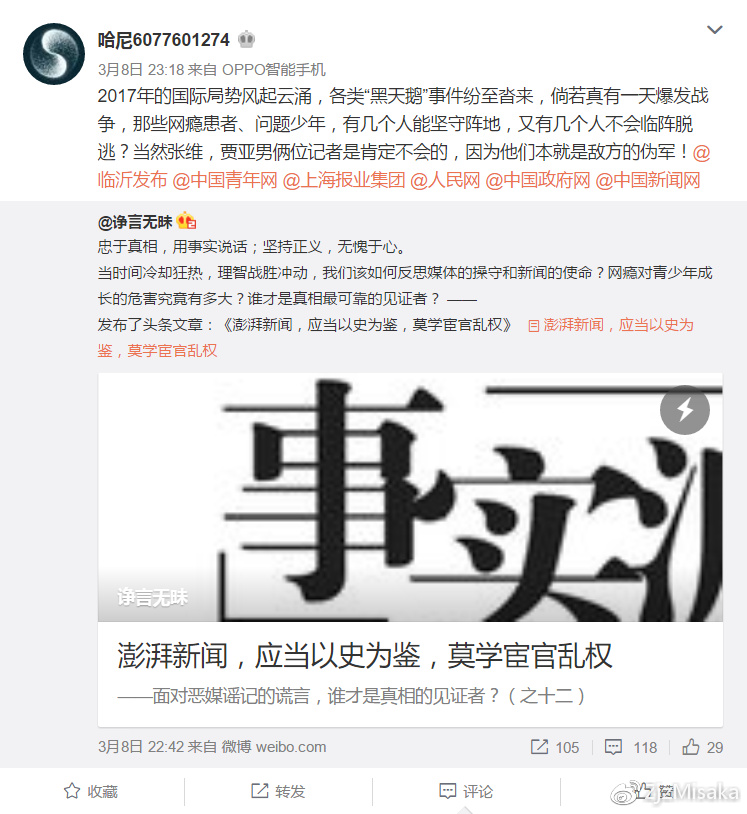 哈尼6077601274
3月8日 23:18 来自 OPPO智能手机
2017年的国际局势风起云涌，各类“黑天鹅”事件纷至沓来，倘若真有一天爆发战
争，那些网瘾患者、问题少年，有几个人能坚守阵地，又有几个人不会临阵脱
逃？当然张维，贾亚男俩位记者是肯定不会的，因为他们本就是敌方的伪军！@
临沂发布 @中国青年网 @上海报业集团 @人民网 @中国政府网 @中国新闻网
@诤言无昧
忠于真相，用事实说话；坚持正义，无愧于心。
当时间冷却狂热，理智战胜冲动，我们该如何反思媒体的操守和新闻的使命？网瘾对青少年成
长的危害究竟有多大？谁才是真相最可靠的见证者？ ——
发布了头条文章：《澎湃新闻，应当以史为鉴，莫学宦官乱权》 澎湃新闻，应当以史为
鉴，莫学宦官乱权
事实
诤言无昧
澎湃新闻，应当以史为鉴，莫学宦官乱权
——面对恶媒谣记的谎言，谁才是真相的见证者？（之十二）
3月8日 22:42 来自 微博 weibo.com 105 118 29
收藏 转发 评论 赞
zjzMisaka